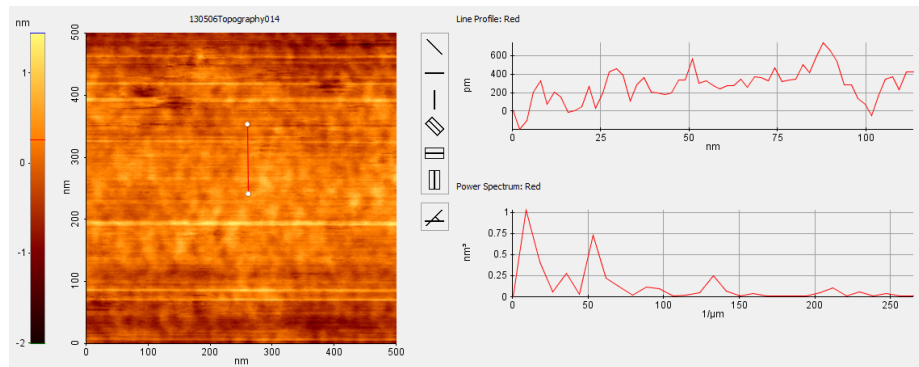 130506Topography014
nm
1
0
-1
-2
500
400
300
200
100
0
nm
0 100 200 300 400 500
nm
Line Profile: Red
600
400
200
0
pm
0 25 50 75 100
nm
Power Spectrum: Red
1
0.75
0.5
0.25
0
nm³
0 50 100 150 200 250
1/µm